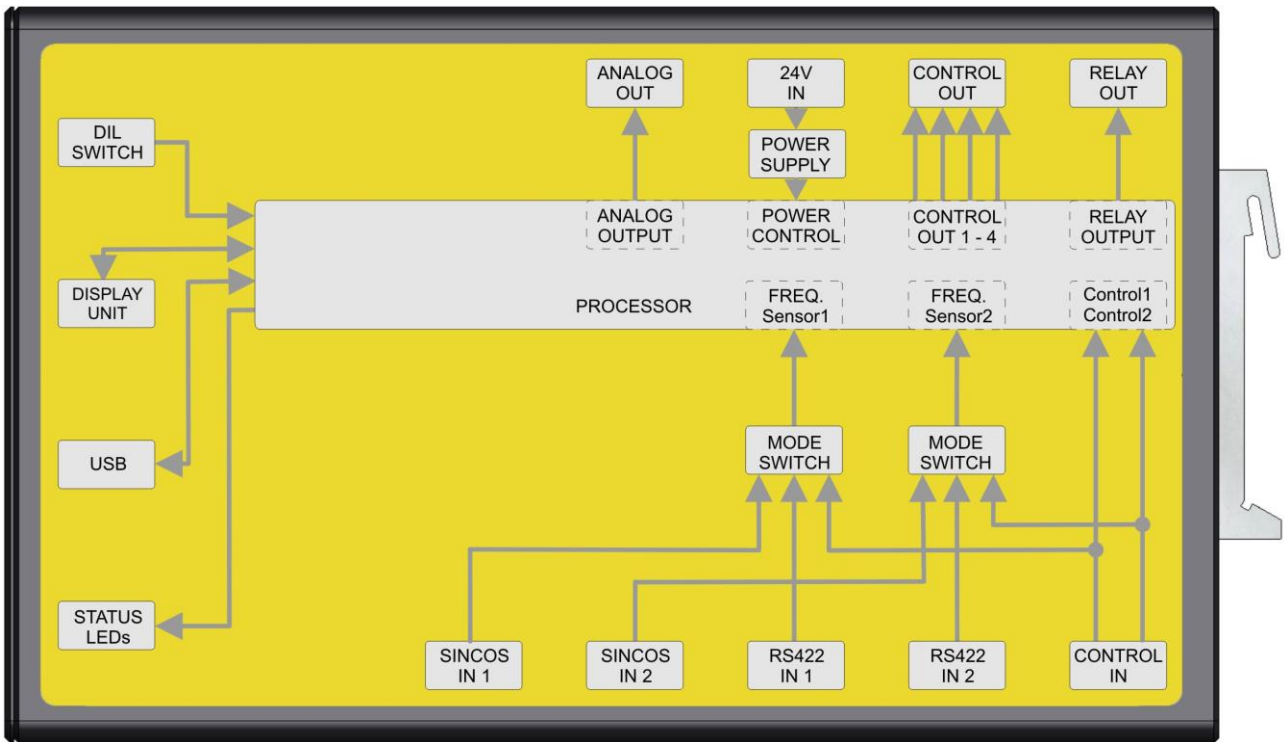 ANALOG
OUT
24V
IN
CONTROL
OUT
RELAY
OUT
DIL
SWITCH
POWER
SUPPLY
ANALOG
OUTPUT
POWER
CONTROL
CONTROL
OUT 1 - 4
RELAY
OUTPUT
DISPLAY
UNIT
PROCESSOR
FREQ.
Sensor1
FREQ.
Sensor2
Control1
Control2
USB
MODE
SWITCH
MODE
SWITCH
STATUS
LEDs
SINCOS
IN 1
SINCOS
IN 2
RS422
IN 1
RS422
IN 2
CONTROL
IN